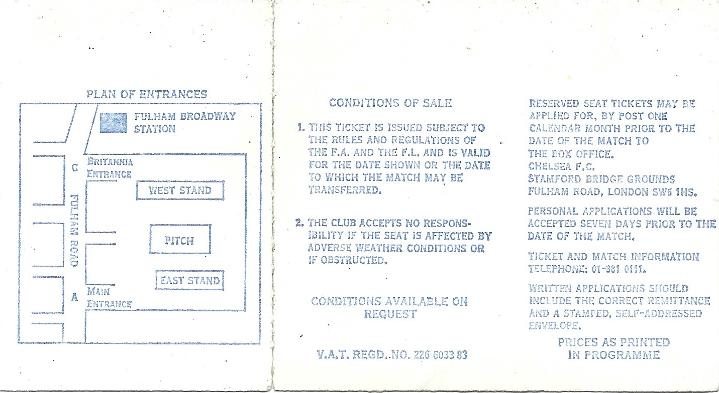 PLAN OF ENTRANCES
FULHAM BROADWAY
STATION
C
BRITANNIA
ENTRANCE
WEST STAND
FULHAM ROAD
PITCH
EAST STAND
A
MAIN
ENTRANCE
CONDITIONS OF SALE
1. THIS TICKET IS ISSUED SUBJECT TO
THE RULES AND REGULATIONS OF
THE F.A. AND THE F.L. AND IS VALID
FOR THE DATE SHOWN OR THE DATE
TO WHICH THE MATCH MAY BE
TRANSFERRED.
2. THE CLUB ACCEPTS NO RESPONS-
IBILITY IF THE SEAT IS AFFECTED BY
ADVERSE WEATHER CONDITIONS OR
IF OBSTRUCTED.
CONDITIONS AVAILABLE ON
REQUEST
V.A.T. REGD. NO. 226 6033 83
RESERVED SEAT TICKETS MAY BE
APPLIED FOR, BY POST ONE
CALENDAR MONTH PRIOR TO THE
DATE OF THE MATCH TO
THE BOX OFFICE.
CHELSEA F.C.
STAMFORD BRIDGE GROUNDS
FULHAM ROAD, LONDON SW6 1HS.
PERSONAL APPLICATIONS WILL BE
ACCEPTED SEVEN DAYS PRIOR TO THE
DATE OF THE MATCH.
TICKET AND MATCH INFORMATION
TELEPHONE: 01-381 0111.
WRITTEN APPLICATIONS SHOULD
INCLUDE THE CORRECT REMITTANCE
AND A STAMPED, SELF-ADDRESSED
ENVELOPE.
PRICES AS PRINTED
IN PROGRAMME